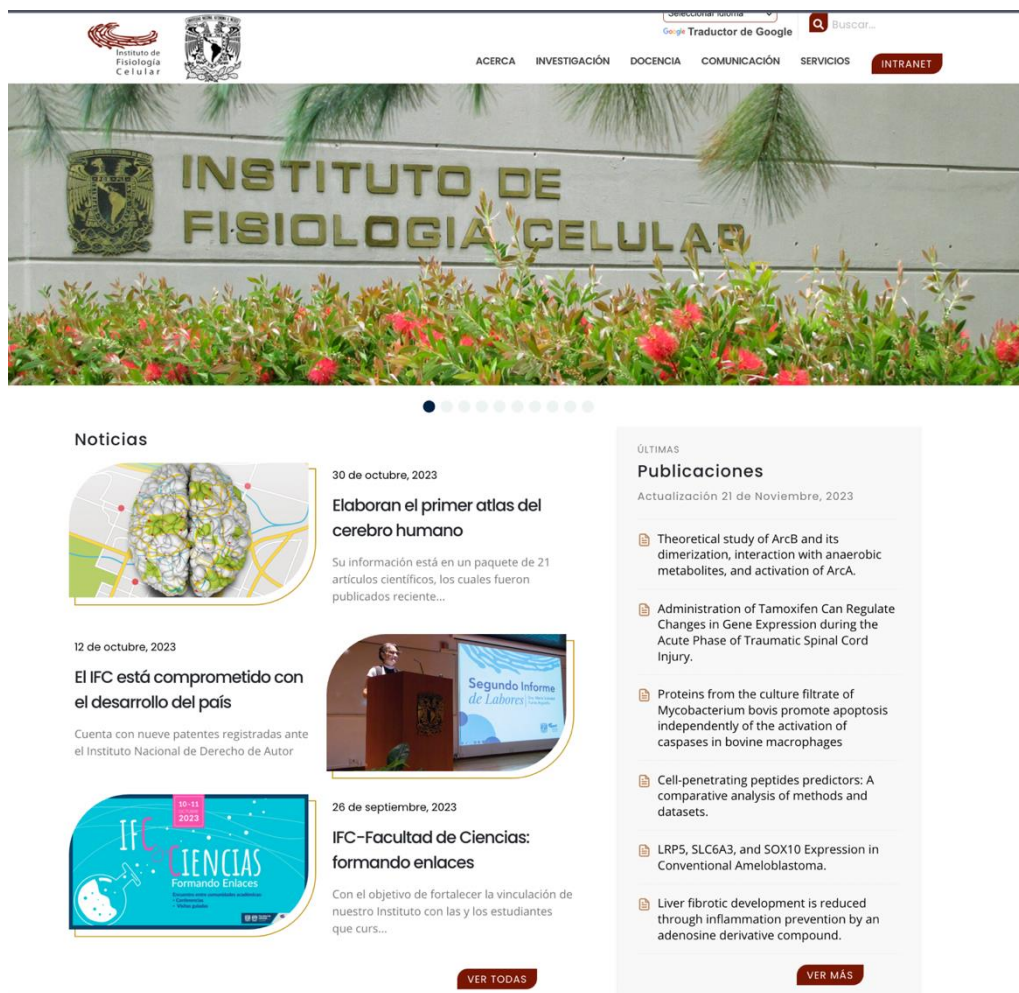 Seleccionar idioma
Google Traductor de Google
Buscar...
Instituto de
Fisiología
Celular
ACERCA INVESTIGACIÓN DOCENCIA COMUNICACIÓN SERVICIOS INTRANET
INSTITUTO DE
FISIOLOGIA CELULAR
Noticias
30 de octubre, 2023
Elaboran el primer atlas del
cerebro humano
Su información está en un paquete de 21
artículos científicos, los cuales fueron
publicados reciente...
12 de octubre, 2023
El IFC está comprometido con
el desarrollo del país
Cuenta con nueve patentes registradas ante
el Instituto Nacional de Derecho de Autor
Segundo Informe
de Labores
10-11
2023
IFC
CIENCIAS
Formando Enlaces
Encuentro entre comunidades académicas
• Conferencias
• Visitas guiadas
26 de septiembre, 2023
IFC-Facultad de Ciencias:
formando enlaces
Con el objetivo de fortalecer la vinculación de
nuestro Instituto con las y los estudiantes
que curs...
VER TODAS
ÚLTIMAS
Publicaciones
Actualización 21 de Noviembre, 2023
Theoretical study of ArcB and its
dimerization, interaction with anaerobic
metabolites, and activation of ArcA.
Administration of Tamoxifen Can Regulate
Changes in Gene Expression during the
Acute Phase of Traumatic Spinal Cord
Injury.
Proteins from the culture filtrate of
Mycobacterium bovis promote apoptosis
independently of the activation of
caspases in bovine macrophages
Cell-penetrating peptides predictors: A
comparative analysis of methods and
datasets.
LRP5, SLC6A3, and SOX10 Expression in
Conventional Ameloblastoma.
Liver fibrotic development is reduced
through inflammation prevention by an
adenosine derivative compound.
VER MÁS